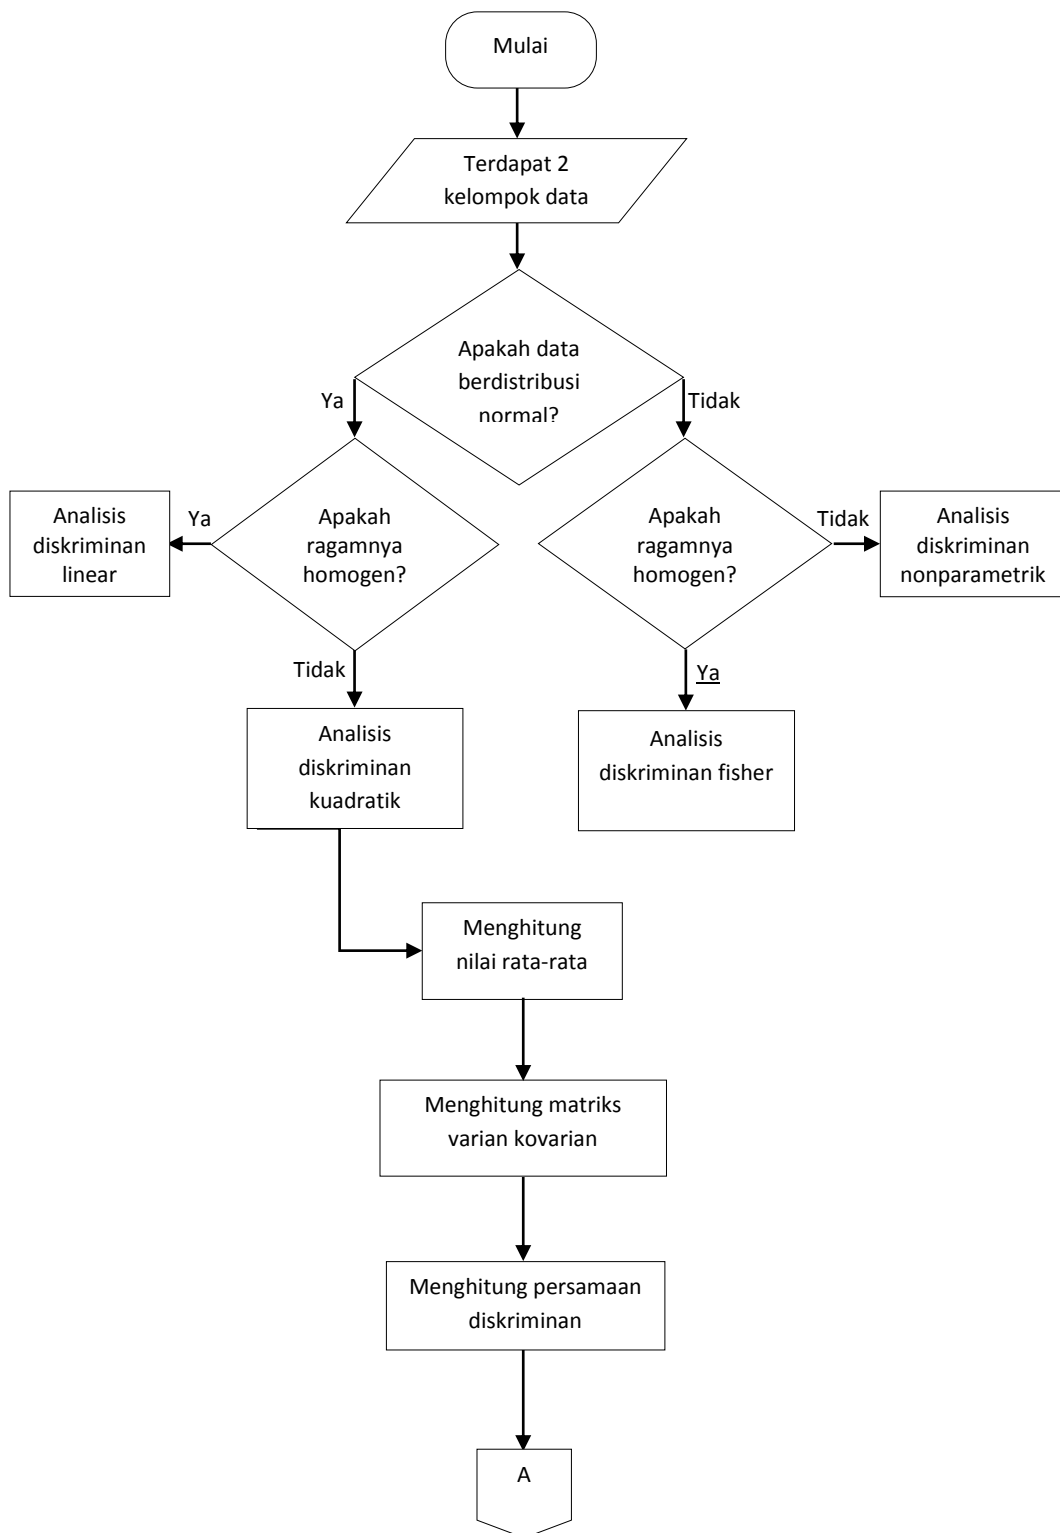 Mulai
Terdapat 2
kelompok data
Apakah data
berdistribusi
normal?
Ya
Tidak
Apakah
ragamnya
homogen?
Ya
Analisis
diskriminan
linear
Tidak
Analisis
diskriminan
kuadratik
Apakah
ragamnya
homogen?
Tidak
Analisis
diskriminan
nonparametrik
Ya
Analisis
diskriminan fisher
Menghitung
nilai rata-rata
Menghitung matriks
varian kovarian
Menghitung persamaan
diskriminan
A